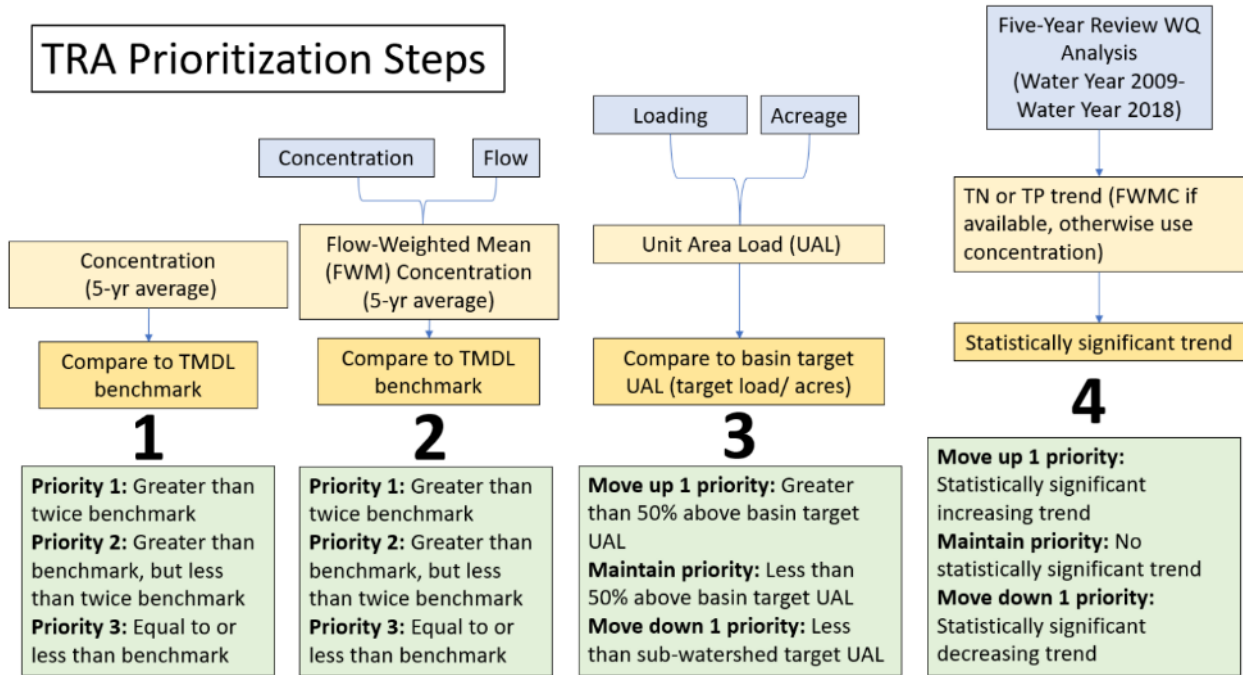 TRA Prioritization Steps
Concentration
(5-yr average)
Compare to TMDL
benchmark
1
Priority 1: Greater than
twice benchmark
Priority 2: Greater than
benchmark, but less
than twice benchmark
Priority 3: Equal to or
less than benchmark
Concentration
Flow
Flow-Weighted Mean
(FWM) Concentration
(5-yr average)
Compare to TMDL
benchmark
2
Priority 1: Greater than
twice benchmark
Priority 2: Greater than
benchmark, but less
than twice benchmark
Priority 3: Equal to or
less than benchmark
Loading
Acreage
Unit Area Load (UAL)
Compare to basin target
UAL (target load/ acres)
3
Move up 1 priority: Greater
than 50% above basin target
UAL
Maintain priority: Less than
50% above basin target UAL
Move down 1 priority: Less
than sub-watershed target UAL
Five-Year Review WQ
Analysis
(Water Year 2009-
Water Year 2018)
TN or TP trend (FWMC if
available, otherwise use
concentration)
Statistically significant trend
4
Move up 1 priority:
Statistically significant
increasing trend
Maintain priority: No
statistically significant trend
Move down 1 priority:
Statistically significant
decreasing trend